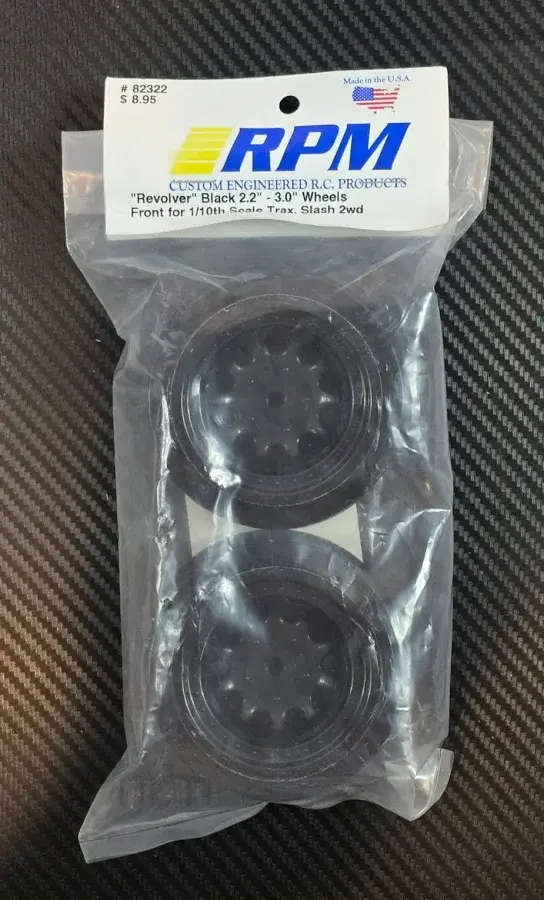 # 82322
$ 8.95
Made in the U.S.A.
RPM
CUSTOM ENGINEERED R.C. PRODUCTS
"Revolver" Black 2.2" - 3.0" Wheels
Front for 1/10th Scale Trax. Slash 2wd